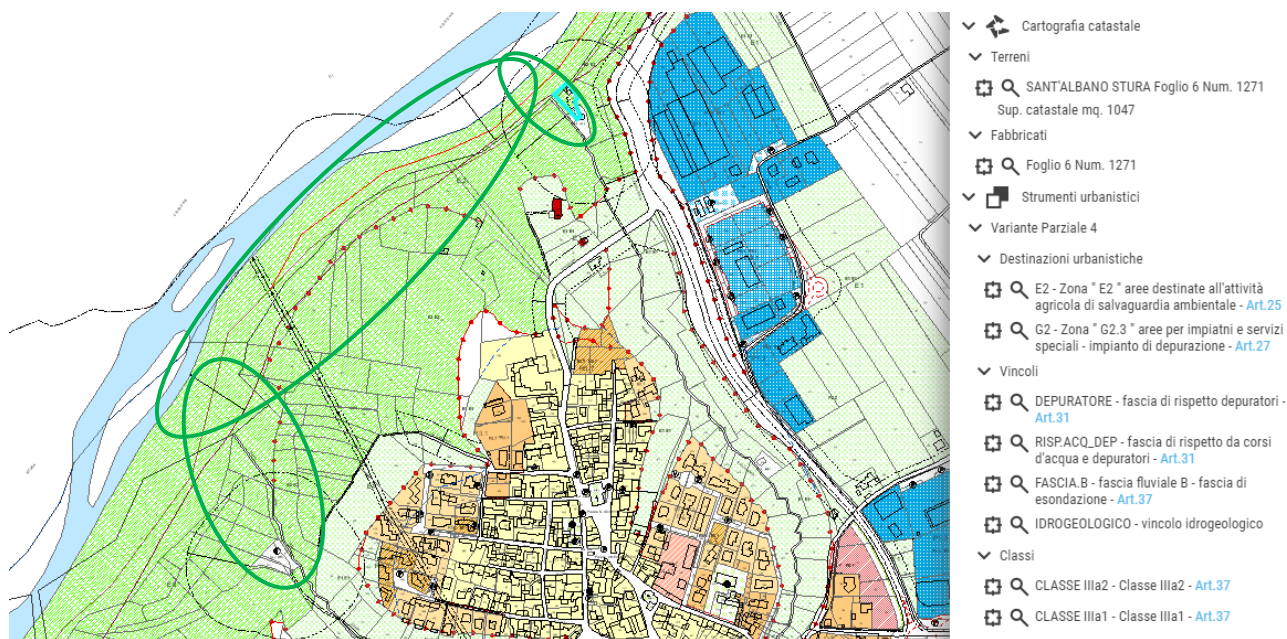 Cartografia catastale
Terreni
SANT'ALBANO STURA Foglio 6 Num. 1271
Sup. catastale mq. 1047
Fabbricati
Foglio 6 Num. 1271
Strumenti urbanistici
Variante Parziale 4
Destinazioni urbanistiche
E2 - Zona " E2 " aree destinate all'attività
agricola di salvaguardia ambientale - Art.25
G2 - Zona " G2.3 " aree per impiatni e servizi
speciali - impianto di depurazione - Art.27
Vincoli
DEPURATORE - fascia di rispetto depuratori -
Art.31
RISP.ACQ_DEP - fascia di rispetto da corsi
d'acqua e depuratori - Art.31
FASCIA.B - fascia fluviale B - fascia di
esondazione - Art.37
IDROGEOLOGICO - vincolo idrogeologico
Classi
CLASSE IIIa2 - Classe IIIa2 - Art.37
CLASSE IIIa1 - Classe IIIa1 - Art.37